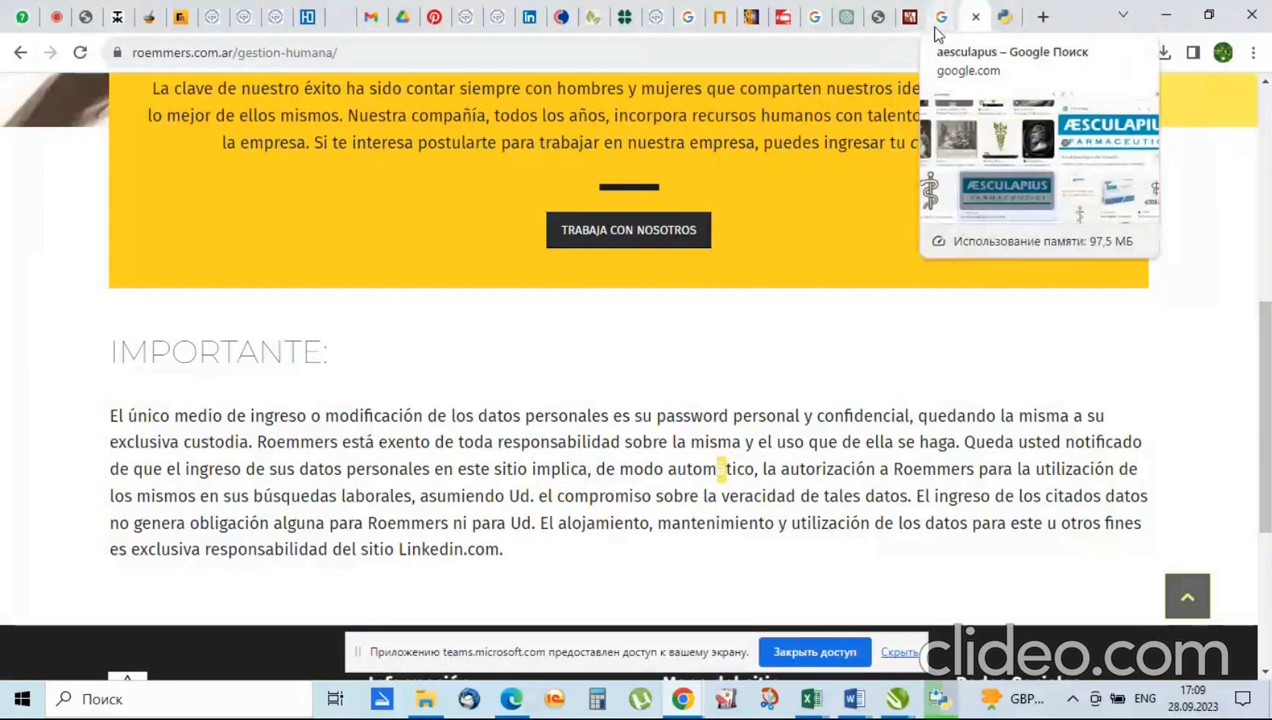 roemmers.com.ar/gestion-humana/
aesculapus – Google Поиск
google.com
ÆSCULAPIU
FARMACEUTIC
ÆSCULAPIUS
FARMACEUTICI
Использование памяти: 97,5 МБ
La clave de nuestro éxito ha sido contar siempre con hombres y mujeres que comparten nuestros ide
lo mejor de ellos mismos. Nuestra compañía, todos los años, incorpora recursos humanos con talento
la empresa. Si te interesa postularte para trabajar en nuestra empresa, puedes ingresar tu c
TRABAJA CON NOSOTROS
IMPORTANTE:
El único medio de ingreso o modificación de los datos personales es su password personal y confidencial, quedando la misma a su
exclusiva custodia. Roemmers está exento de toda responsabilidad sobre la misma y el uso que de ella se haga. Queda usted notificado
de que el ingreso de sus datos personales en este sitio implica, de modo automático, la autorización a Roemmers para la utilización de
los mismos en sus búsquedas laborales, asumiendo Ud. el compromiso sobre la veracidad de tales datos. El ingreso de los citados datos
no genera obligación alguna para Roemmers ni para Ud. El alojamiento, mantenimiento y utilización de los datos para este u otros fines
es exclusiva responsabilidad del sitio Linkedin.com.
Приложению teams.microsoft.com предоставлен доступ к вашему экрану.
Закрыть доступ
Скрыть
clideo.com
Поиск
GBP...
ENG
17:09
28.09.2023